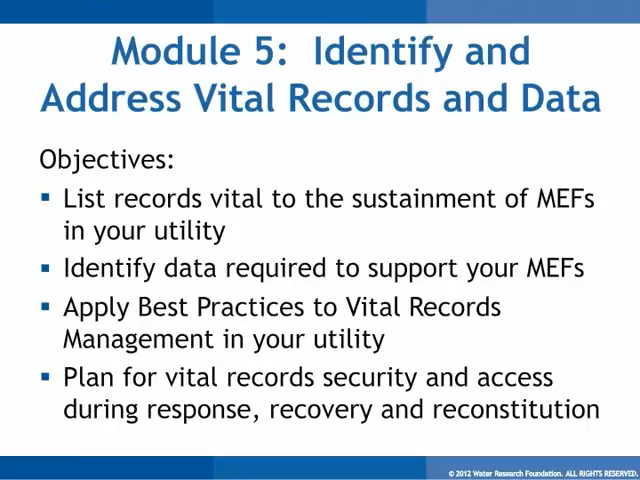 Module 5:  Identify and
Address Vital Records and Data
Objectives:
▪ List records vital to the sustainment of MEFs
in your utility
▪ Identify data required to support your MEFs
▪ Apply Best Practices to Vital Records
Management in your utility
▪ Plan for vital records security and access
during response, recovery and reconstitution
© 2012 Water Research Foundation. ALL RIGHTS RESERVED.